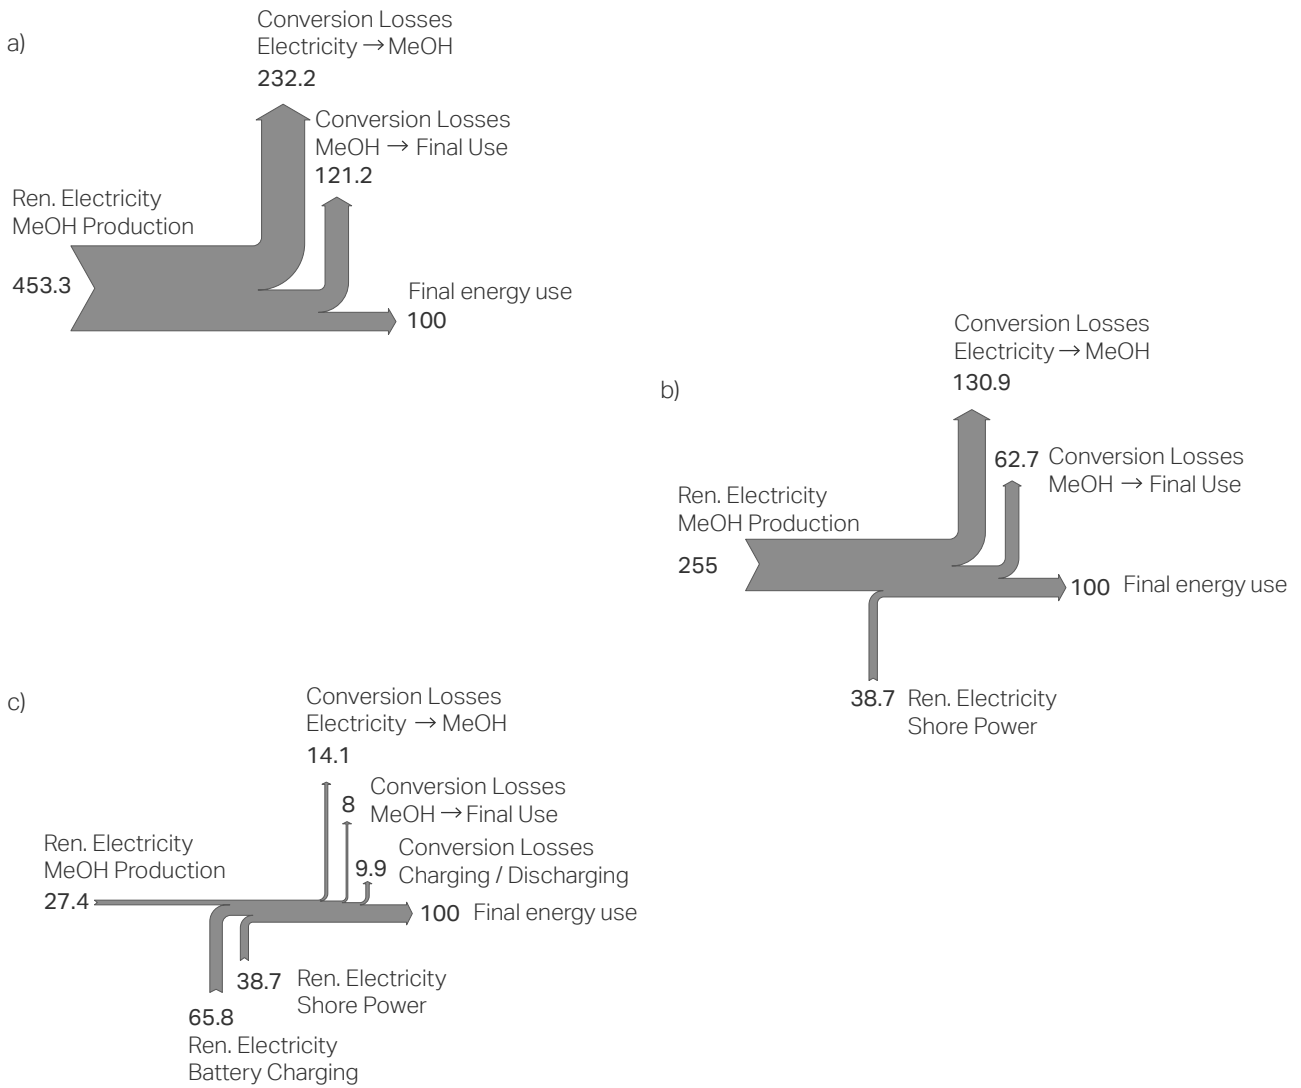 a)
Conversion Losses
Electricity → MeOH
232.2
Conversion Losses
MeOH → Final Use
121.2
Ren. Electricity
MeOH Production
453.3
Final energy use
100
b)
Conversion Losses
Electricity → MeOH
130.9
62.7 Conversion Losses
MeOH → Final Use
Ren. Electricity
MeOH Production
255
100 Final energy use
38.7 Ren. Electricity
Shore Power
c)
Conversion Losses
Electricity → MeOH
14.1
Conversion Losses
8 MeOH → Final Use
Ren. Electricity
MeOH Production
27.4
Conversion Losses
9.9 Charging / Discharging
100 Final energy use
38.7 Ren. Electricity
Shore Power
65.8
Ren. Electricity
Battery Charging